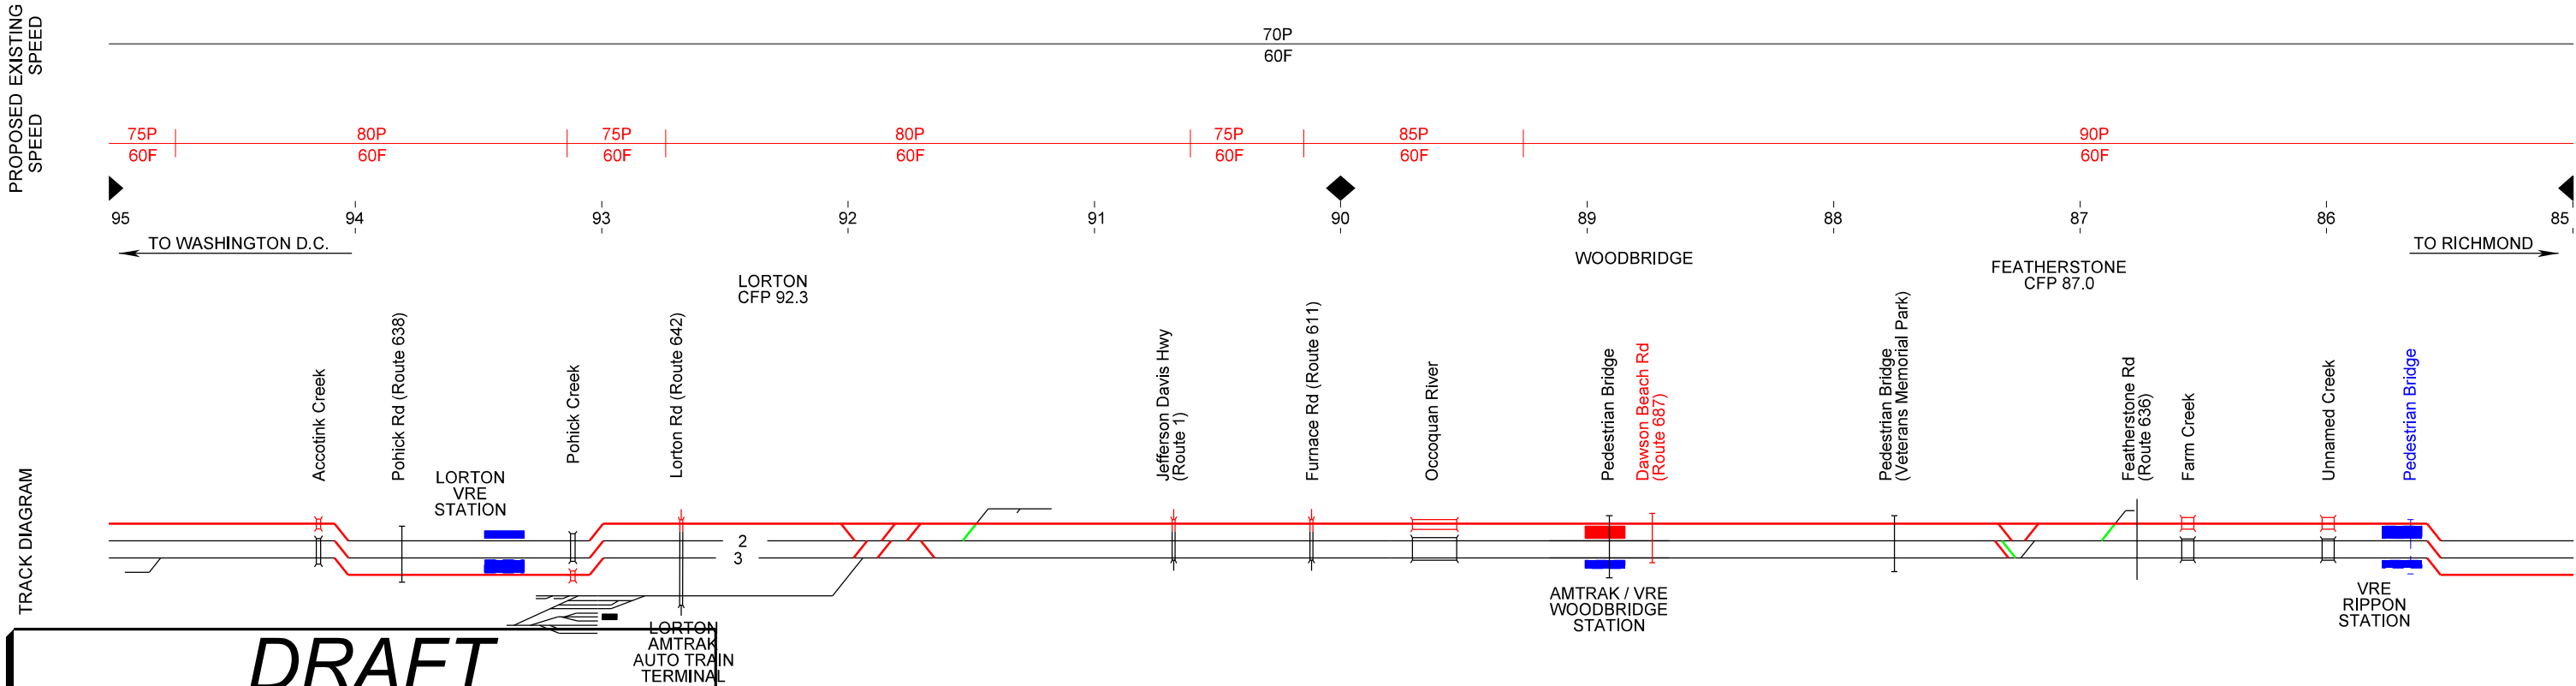 PROPOSED EXISTING
SPEED SPEED
70P
60F
75P 80P 75P 80P 75P 85P 90P
60F 60F 60F 60F 60F 60F 60F
95 94 93 92 91 90 89 88 87 86 85
TO WASHINGTON D.C.
TO RICHMOND
LORTON
CFP 92.3
WOODBRIDGE
FEATHERSTONE
CFP 87.0
Accotink Creek
Pohick Rd (Route 638)
LORTON
VRE
STATION
Pohick Creek
Lorton Rd (Route 642)
Jefferson Davis Hwy
(Route 1)
Furnace Rd (Route 611)
Occoquan River
Pedestrian Bridge
Dawson Beach Rd
(Route 687)
Pedestrian Bridge
(Veterans Memorial Park)
Featherstone Rd
(Route 636)
Farm Creek
Unnamed Creek
Pedestrian Bridge
TRACK DIAGRAM
2
3
AMTRAK / VRE
WOODBRIDGE
STATION
VRE
RIPPON
STATION
LORTON
AMTRAK
AUTO TRAIN
TERMINAL
DRAFT